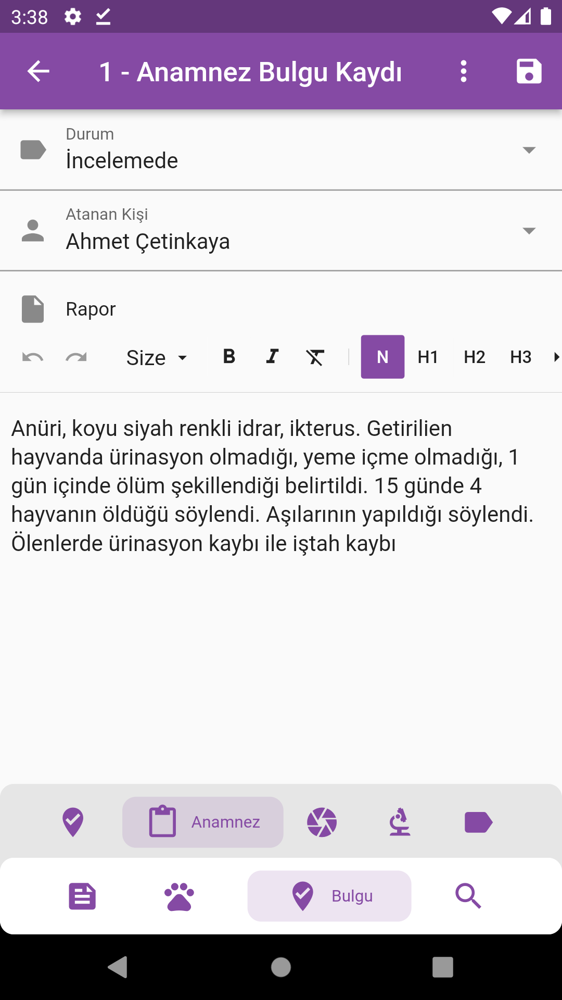 3:38
1 - Anamnez Bulgu Kaydı
Durum
İncelemede
Atanan Kişi
Ahmet Çetinkaya
Rapor
Size B I N H1 H2 H3
Anüri, koyu siyah renkli idrar, ikterus. Getirilien
hayvanda ürinasyon olmadığı, yeme içme olmadığı, 1
gün içinde ölüm şekillendiği belirtildi. 15 günde 4
hayvanın öldüğü söylendi. Aşılarının yapıldığı söylendi.
Ölenlerde ürinasyon kaybı ile iştah kaybı
Anamnez
Bulgu